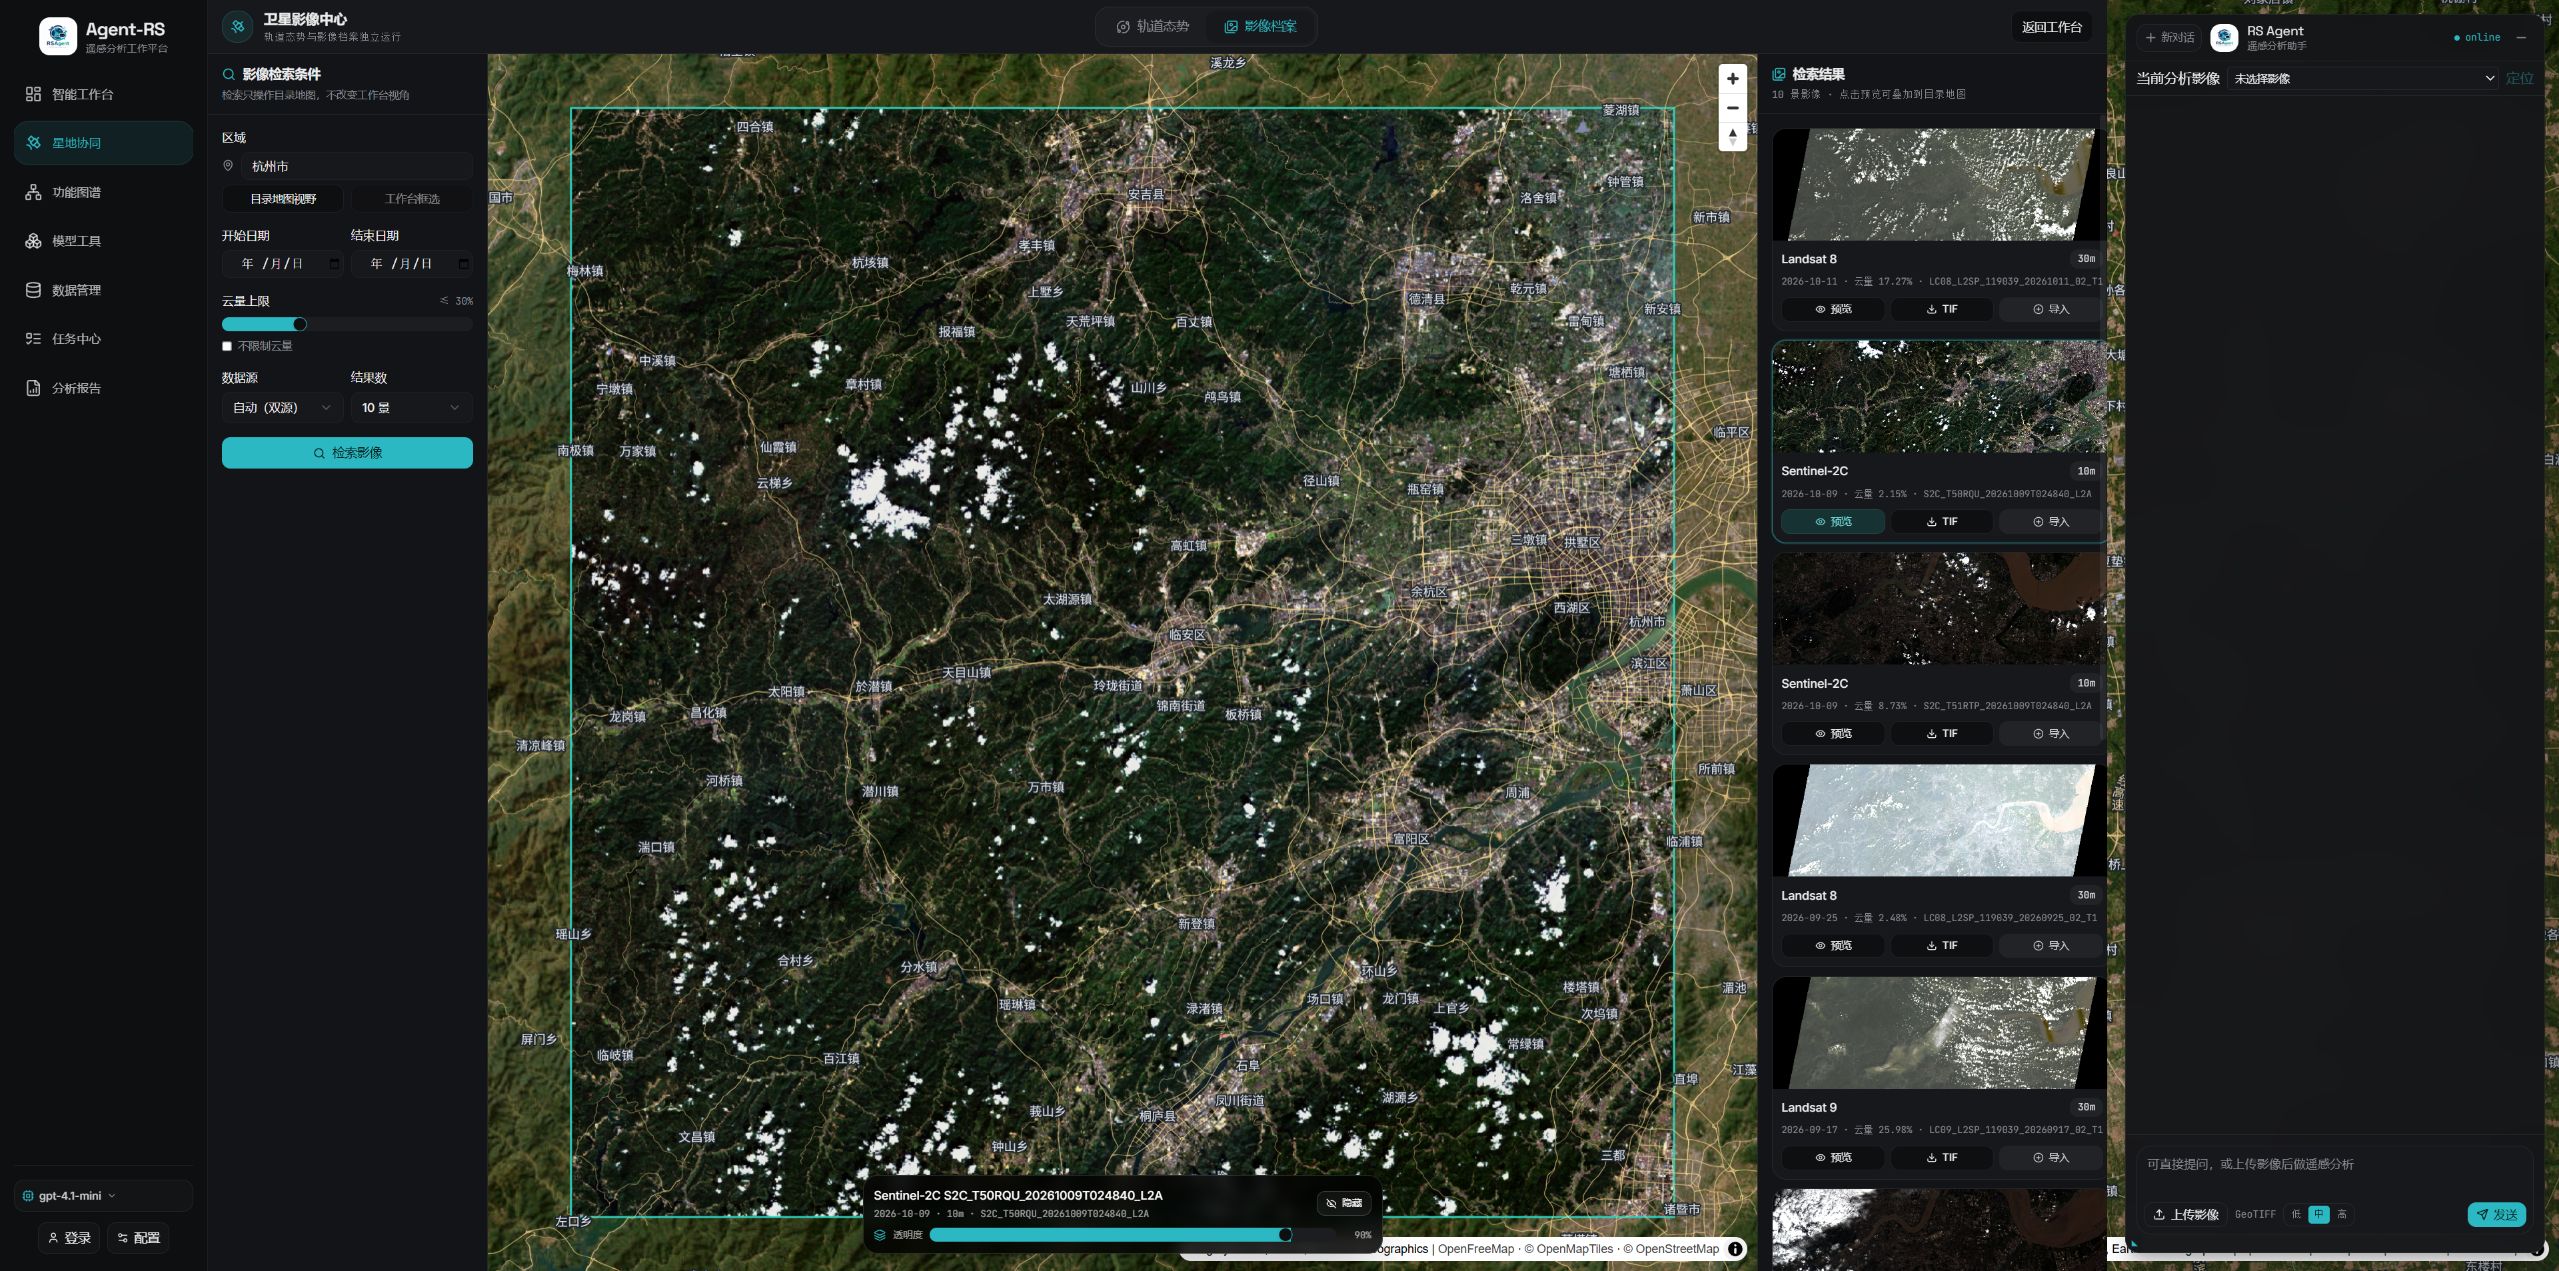 Agent-RS
遥感分析工作平台
智能工作台
星地协同
功能图谱
模型工具
数据管理
任务中心
分析报告
gpt-4.1-mini
登录
配置
卫星影像中心
轨道态势与影像档案独立运行
轨道态势
影像档案
返回工作台
影像检索条件
检索只操作目录地图，不改变工作台视角
区域
杭州市
目录地图视野
工作台框选
开始日期
结束日期
年 /月/日
年 /月/日
云量上限
≤ 30%
不限制云量
数据源
结果数
自动（双源）
10 景
检索影像
溪龙乡
菱湖镇
四合镇
安吉县
钟管镇
洛舍镇
国市
新市镇
孝丰镇
杭垓镇
梅林镇
上墅乡
德清县
乾元镇
新安镇
天荒坪镇
百丈镇
雷甸镇
报福镇
中溪镇
宁墩镇
章村镇
山川乡
鸬鸟镇
塘栖镇
临平区
仙霞镇
南极镇
万家镇
云梯乡
径山镇
瓶窑镇
高虹镇
三墩镇
拱墅区
余杭区
太湖源镇
西湖区
杭州市
临安区
滨江区
天目山镇
玲珑街道
萧山区
太阳镇
於潜镇
锦南街道
板桥镇
龙岗镇
昌化镇
清凉峰镇
所前镇
河桥镇
潜川镇
万市镇
周浦
富阳区
临浦镇
湍口镇
新登镇
瑶山乡
合村乡
分水镇
环山乡
场口镇
龙门镇
楼塔镇
湄池
瑶琳镇
渌渚镇
上官乡
次坞镇
屏门乡
临岐镇
百江镇
石阜
常绿镇
直埠
江藻
凤川街道
湖源乡
莪山乡
桐庐县
文昌镇
钟山乡
三都
左口乡
诸暨市
Sentinel-2C S2C_T50RQU_20261009T024840_L2A
2026-10-09 · 10m · S2C_T50RQU_20261009T024840_L2A
隐藏
透明度
90%
ographics | OpenFreeMap · © OpenMapTiles · © OpenStreetMap
检索结果
10 景影像 · 点击预览可叠加到目录地图
Landsat 8
30m
2026-10-11 · 云量 17.27% · LC08_L2SP_119039_20261011_02_T1
预览
TIF
导入
Sentinel-2C
10m
2026-10-09 · 云量 2.15% · S2C_T50RQU_20261009T024840_L2A
预览
TIF
导入
Sentinel-2C
10m
2026-10-09 · 云量 8.73% · S2C_T51RTP_20261009T024840_L2A
预览
TIF
导入
Landsat 8
30m
2026-09-25 · 云量 2.48% · LC08_L2SP_119039_20260925_02_T1
预览
TIF
导入
Landsat 9
30m
2026-09-17 · 云量 25.98% · LC09_L2SP_119039_20260917_02_T1
预览
TIF
导入
新对话
RS Agent
遥感分析助手
online
当前分析影像
未选择影像
定位
可直接提问，或上传影像后做遥感分析
上传影像
GeoTIFF
低
中
高
发送